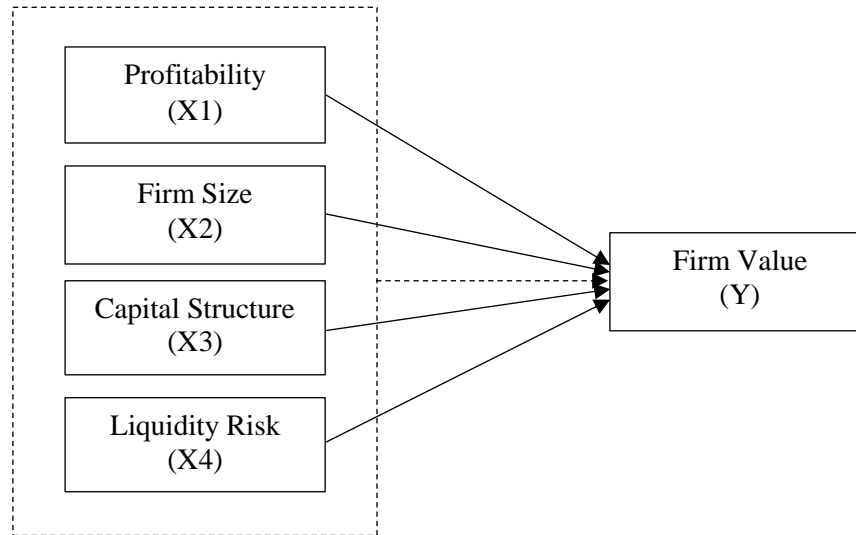 Profitability
(X1)
Firm Size
(X2)
Capital Structure
(X3)
Liquidity Risk
(X4)
Firm Value
(Y)